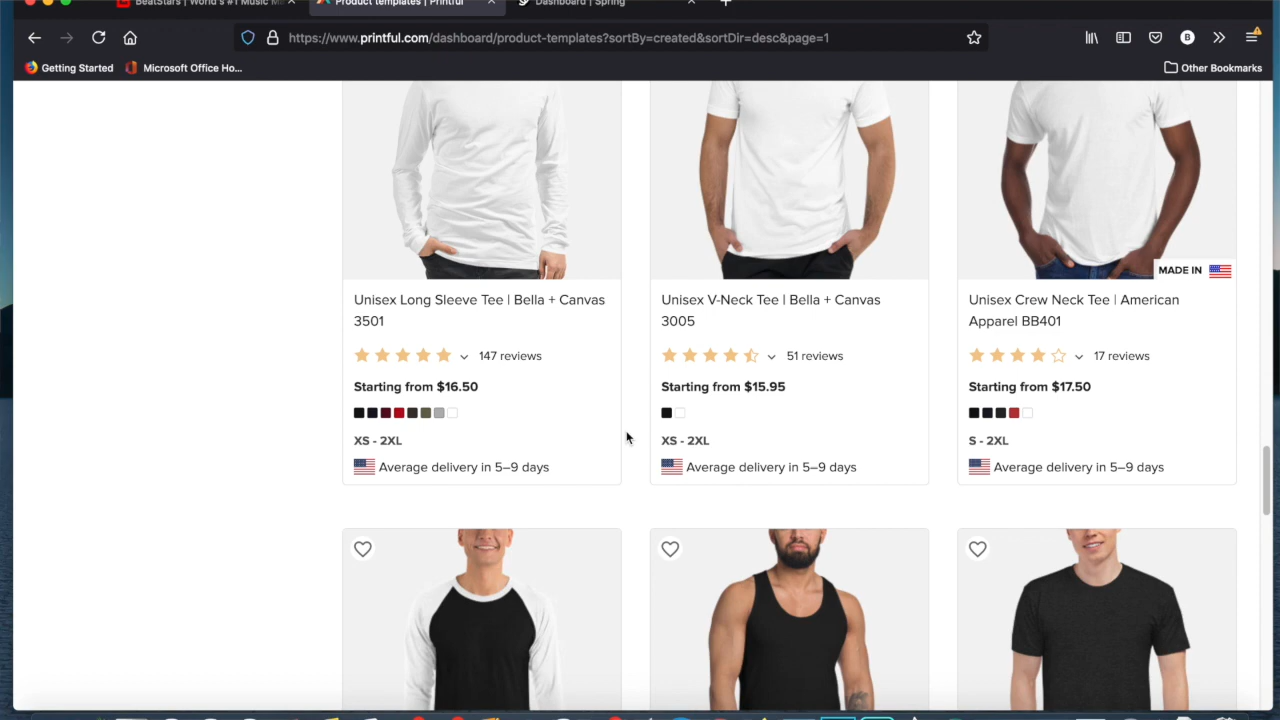 BeatStars | World's #1 Music Ma
Product templates | Printful
Dashboard | Spring
https://www.printful.com/dashboard/product-templates?sortBy=created&sortDir=desc&page=1
B
Getting Started
Microsoft Office Ho...
Other Bookmarks
MADE IN
Unisex Long Sleeve Tee | Bella + Canvas
3501
147 reviews
Starting from $16.50
XS - 2XL
Average delivery in 5–9 days
Unisex V-Neck Tee | Bella + Canvas
3005
51 reviews
Starting from $15.95
XS - 2XL
Average delivery in 5–9 days
Unisex Crew Neck Tee | American
Apparel BB401
17 reviews
Starting from $17.50
S - 2XL
Average delivery in 5–9 days